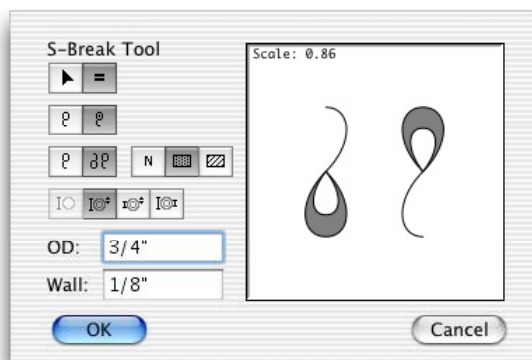 S-Break Tool
Scale: 0.86
N
OD: 3/4"
Wall: 1/8"
OK
Cancel